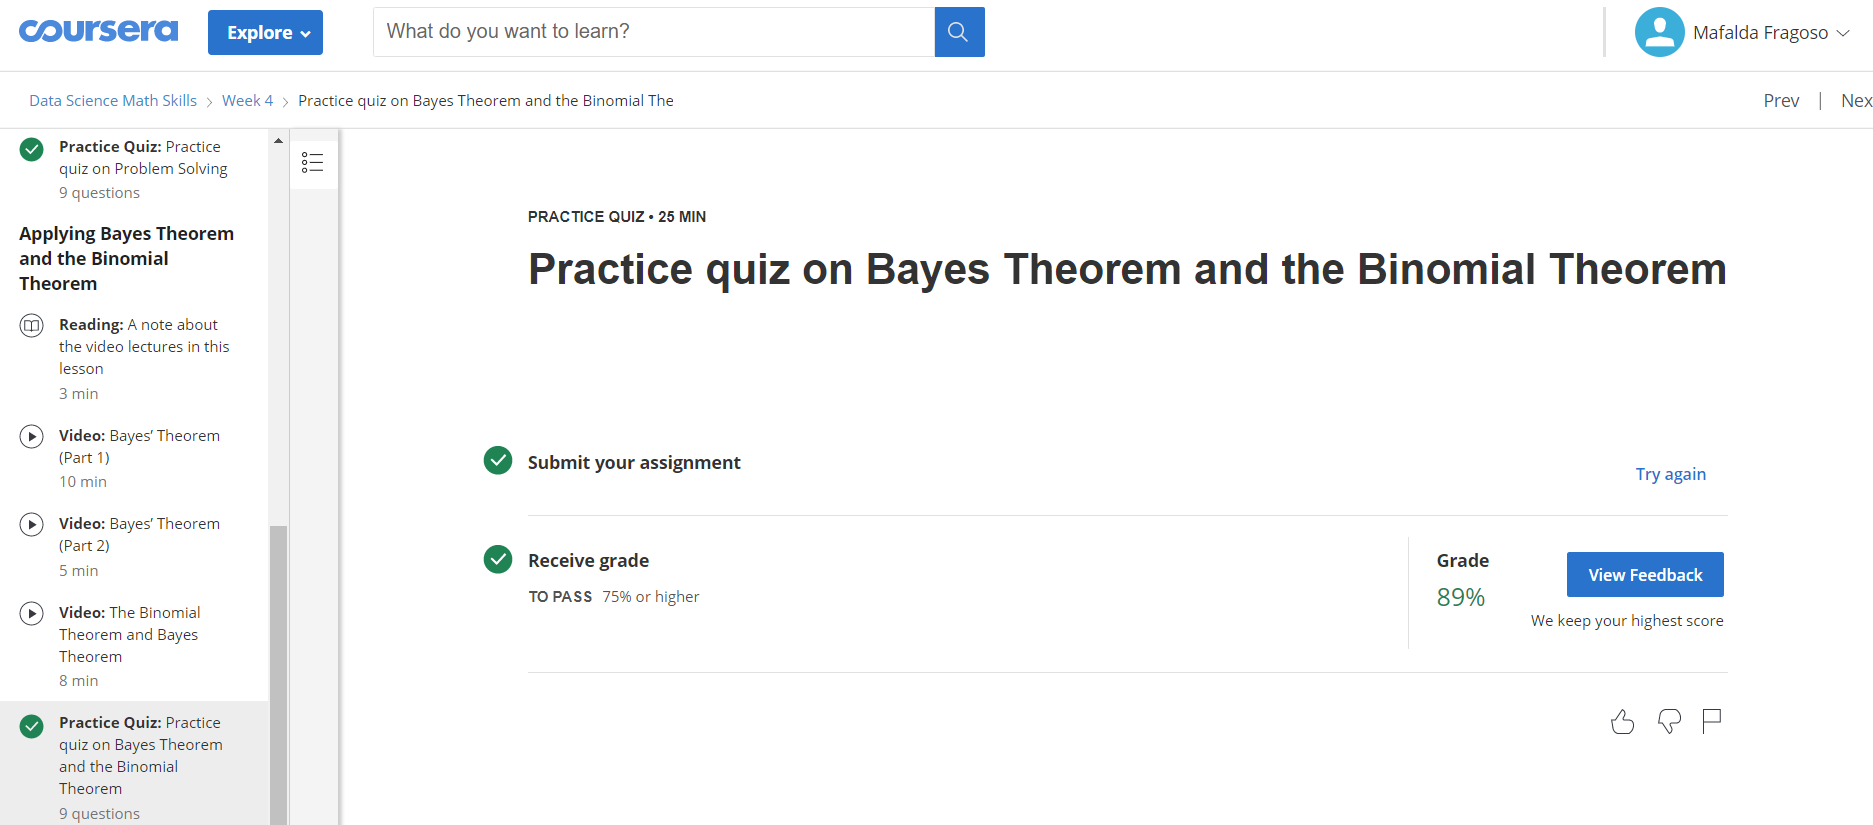 coursera
Explore
What do you want to learn?
Mafalda Fragoso
Data Science Math Skills > Week 4 > Practice quiz on Bayes Theorem and the Binomial The
Prev | Nex
Practice Quiz: Practice
quiz on Problem Solving
9 questions
Applying Bayes Theorem
and the Binomial
Theorem
Reading: A note about
the video lectures in this
lesson
3 min
Video: Bayes’ Theorem
(Part 1)
10 min
Video: Bayes’ Theorem
(Part 2)
5 min
Video: The Binomial
Theorem and Bayes
Theorem
8 min
Practice Quiz: Practice
quiz on Bayes Theorem
and the Binomial
Theorem
9 questions
PRACTICE QUIZ • 25 MIN
Practice quiz on Bayes Theorem and the Binomial Theorem
Submit your assignment
Try again
Receive grade
TO PASS 75% or higher
Grade
89%
View Feedback
We keep your highest score